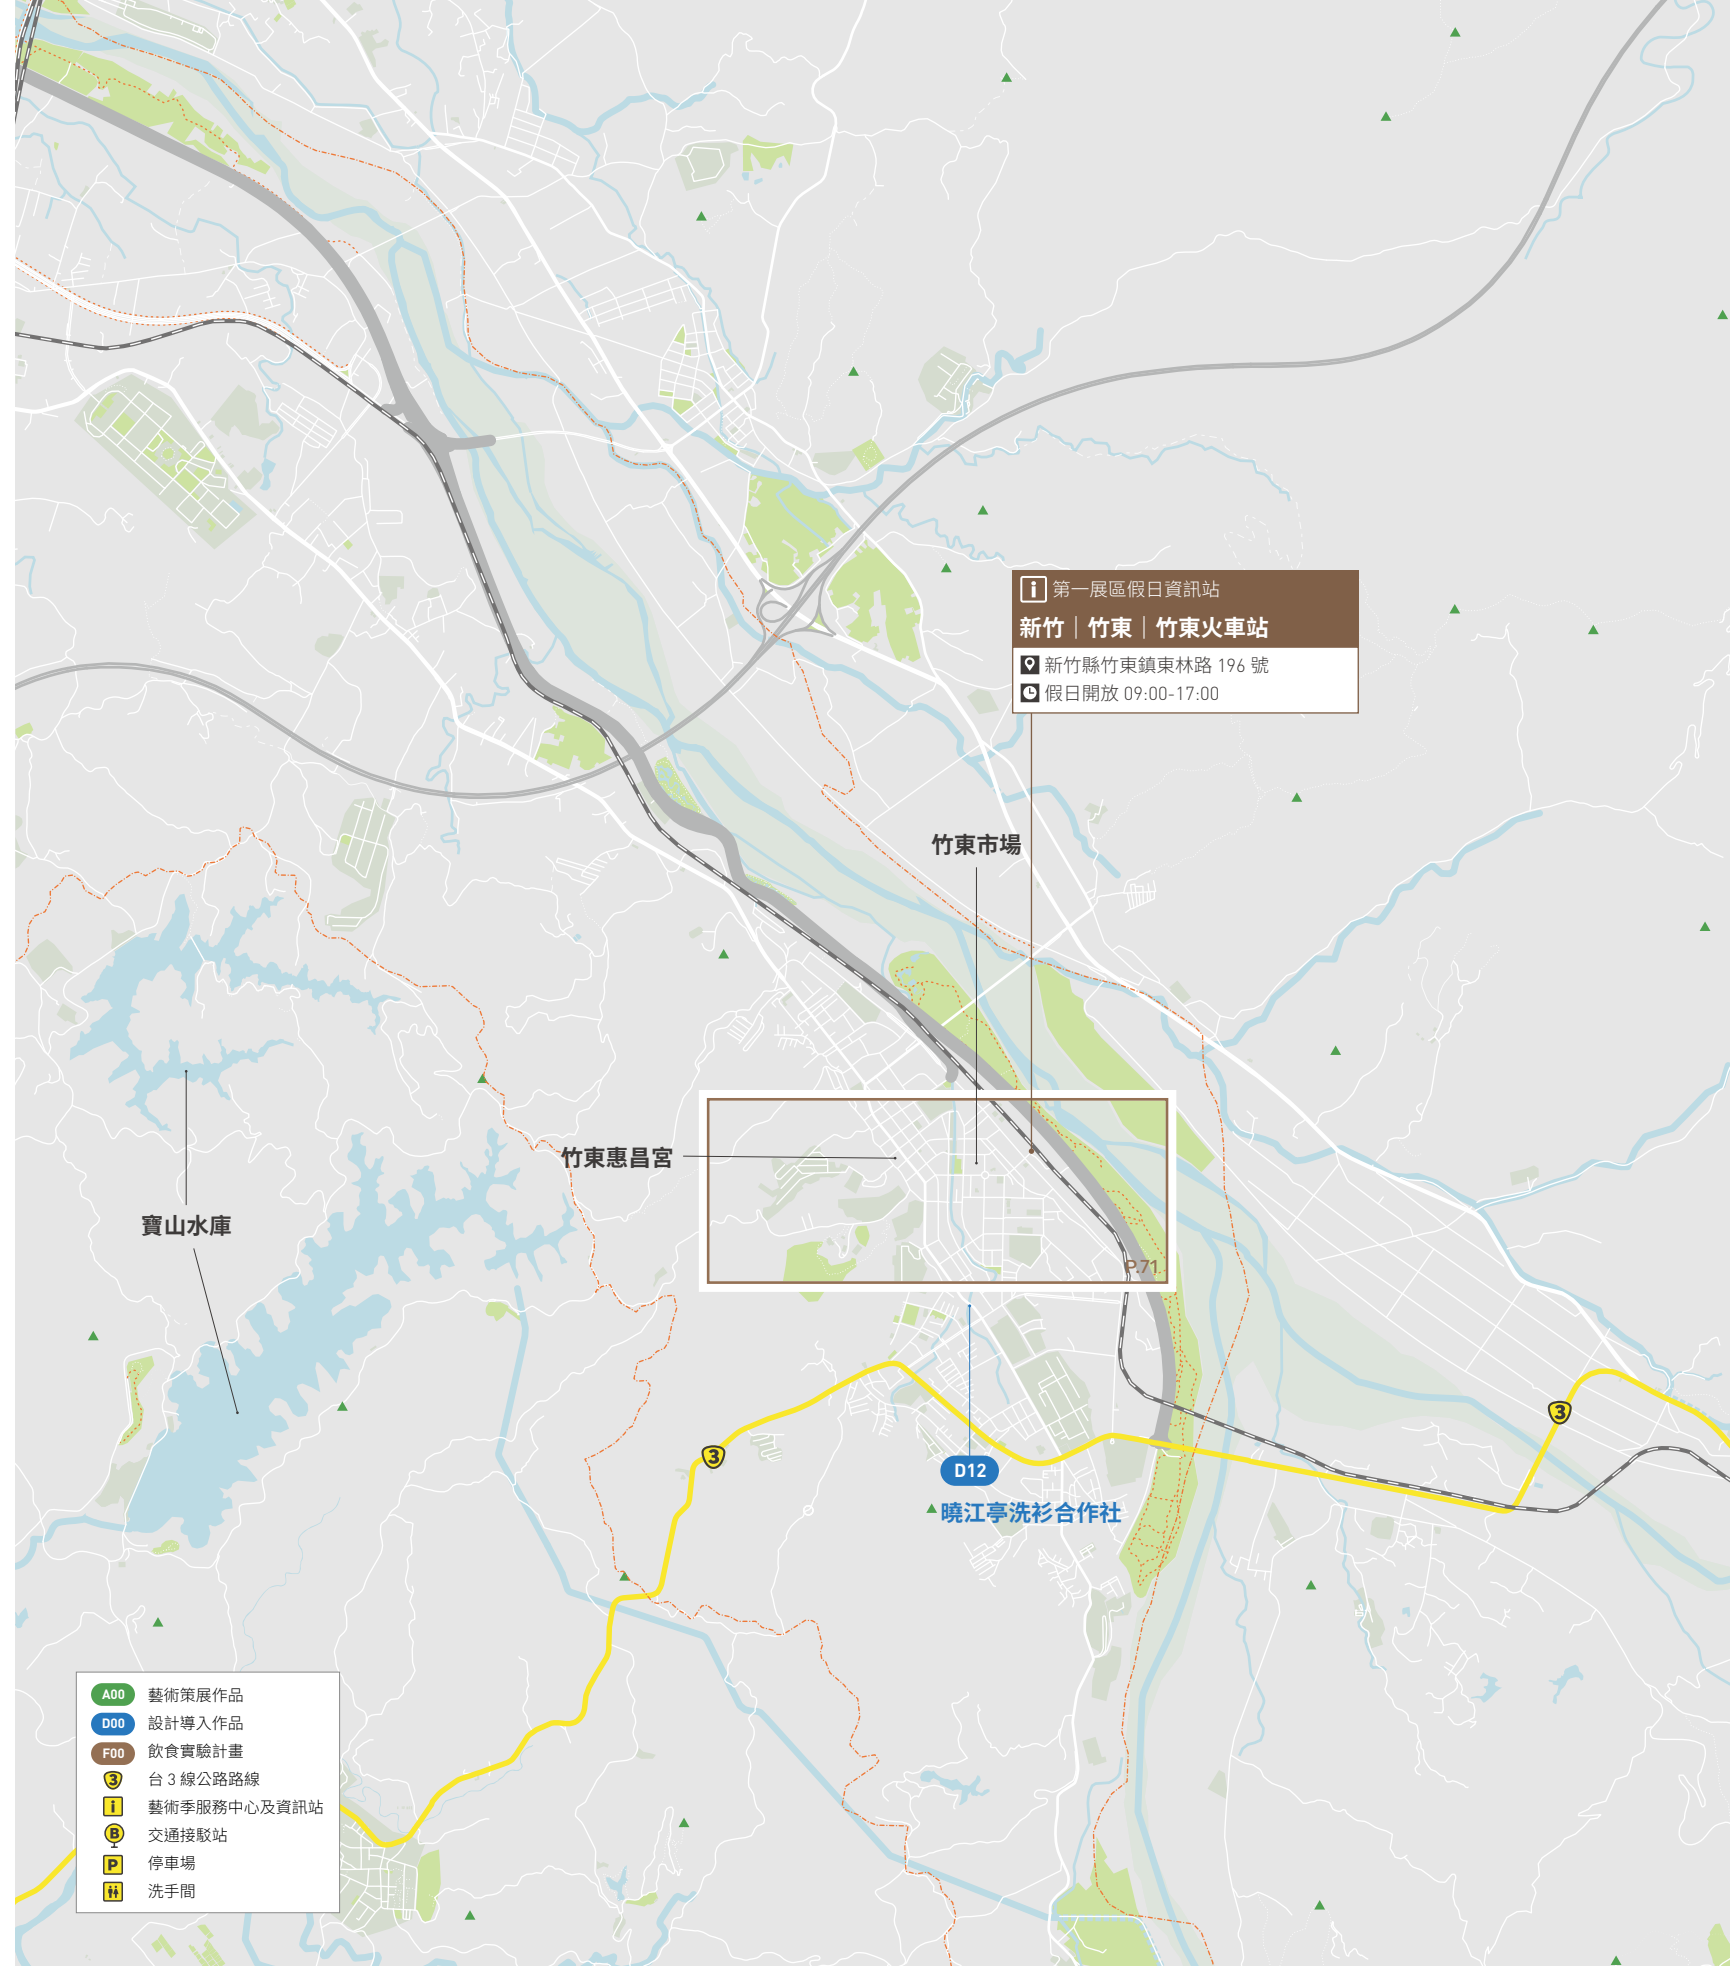 i 第一展區假日資訊站
新竹｜竹東｜竹東火車站
新竹縣竹東鎮東林路 196 號
假日開放 09:00-17:00
竹東市場
竹東惠昌宮
寶山水庫
P.71
3
3
D12
曉江亭洗衫合作社
A00 藝術策展作品
D00 設計導入作品
F00 飲食實驗計畫
3 台 3 線公路路線
i 藝術季服務中心及資訊站
B 交通接駁站
P 停車場
洗手間